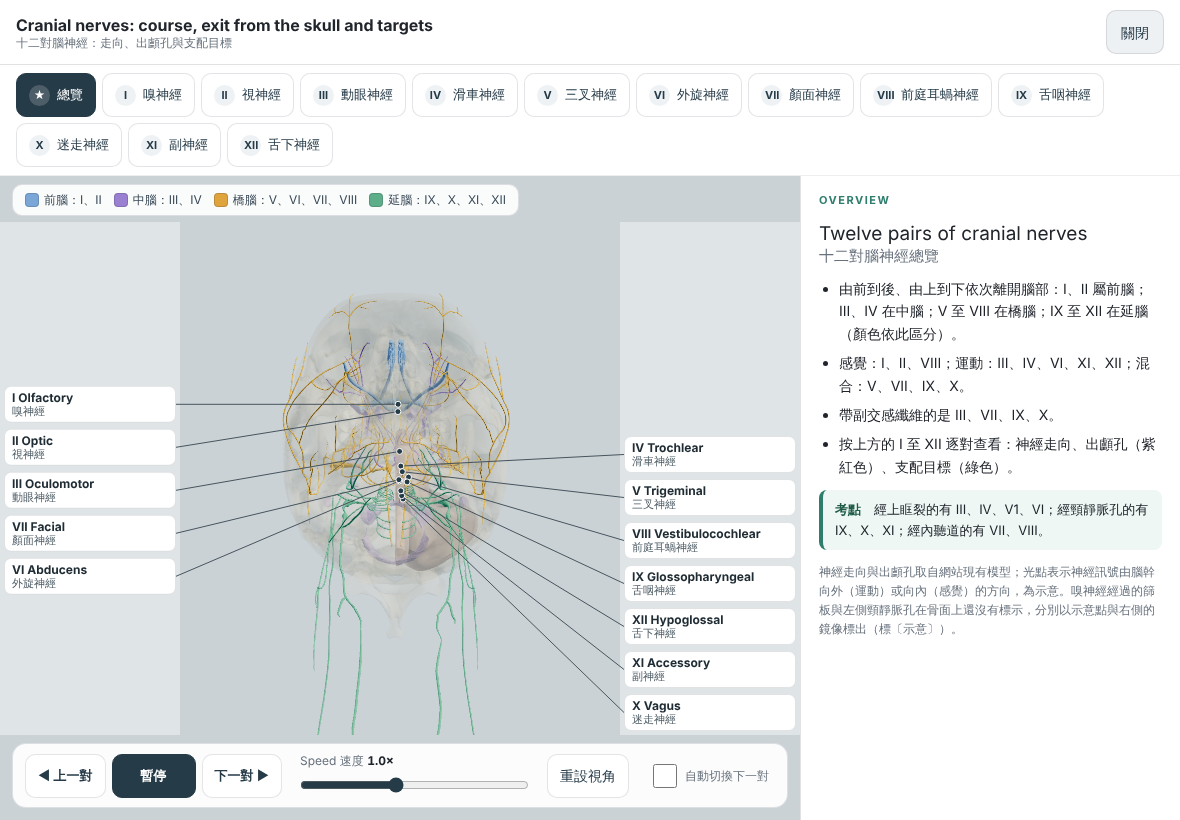 Cranial nerves: course, exit from the skull and targets
十二對腦神經：走向、出顱孔與支配目標
關閉
★ 總覽
I 嗅神經
II 視神經
III 動眼神經
IV 滑車神經
V 三叉神經
VI 外旋神經
VII 顏面神經
VIII 前庭耳蝸神經
IX 舌咽神經
X 迷走神經
XI 副神經
XII 舌下神經
前腦：I、II
中腦：III、IV
橋腦：V、VI、VII、VIII
延腦：IX、X、XI、XII
I Olfactory
嗅神經
II Optic
視神經
III Oculomotor
動眼神經
VII Facial
顏面神經
VI Abducens
外旋神經
IV Trochlear
滑車神經
V Trigeminal
三叉神經
VIII Vestibulocochlear
前庭耳蝸神經
IX Glossopharyngeal
舌咽神經
XII Hypoglossal
舌下神經
XI Accessory
副神經
X Vagus
迷走神經
◀ 上一對
暫停
下一對 ▶
Speed 速度 1.0×
重設視角
自動切換下一對
OVERVIEW
Twelve pairs of cranial nerves
十二對腦神經總覽
• 由前到後、由上到下依次離開腦部：I、II 屬前腦；
III、IV 在中腦；V 至 VIII 在橋腦；IX 至 XII 在延腦
（顏色依此區分）。
• 感覺：I、II、VIII；運動：III、IV、VI、XI、XII；混
合：V、VII、IX、X。
• 帶副交感纖維的是 III、VII、IX、X。
• 按上方的 I 至 XII 逐對查看：神經走向、出顱孔（紫
紅色）、支配目標（綠色）。
考點 經上眶裂的有 III、IV、V1、VI；經頸靜脈孔的有
IX、X、XI；經內聽道的有 VII、VIII。
神經走向與出顱孔取自網站現有模型；光點表示神經訊號由腦幹
向外（運動）或向內（感覺）的方向，為示意。嗅神經經過的篩
板與左側頸靜脈孔在骨面上還沒有標示，分別以示意點與右側的
鏡像標出（標〔示意〕）。